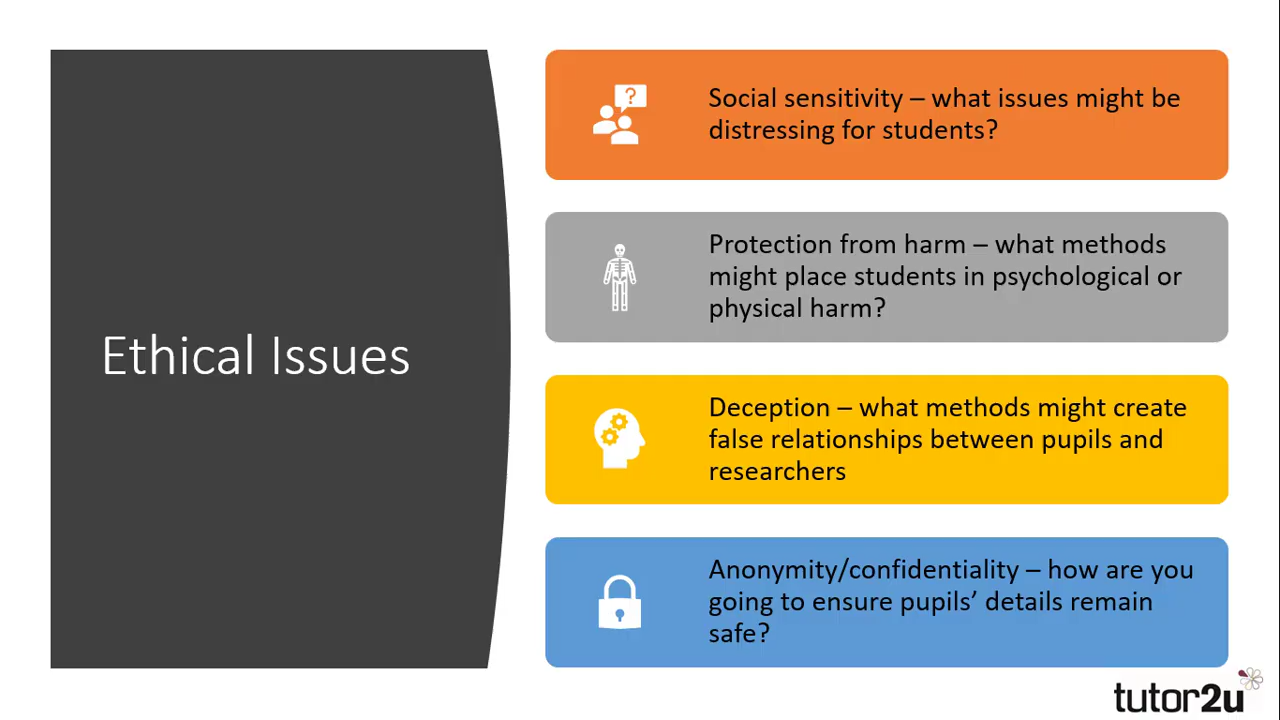 Ethical Issues
?
Social sensitivity – what issues might be
distressing for students?
Protection from harm – what methods
might place students in psychological or
physical harm?
Deception – what methods might create
false relationships between pupils and
researchers
Anonymity/confidentiality – how are you
going to ensure pupils’ details remain
safe?
tutor2u